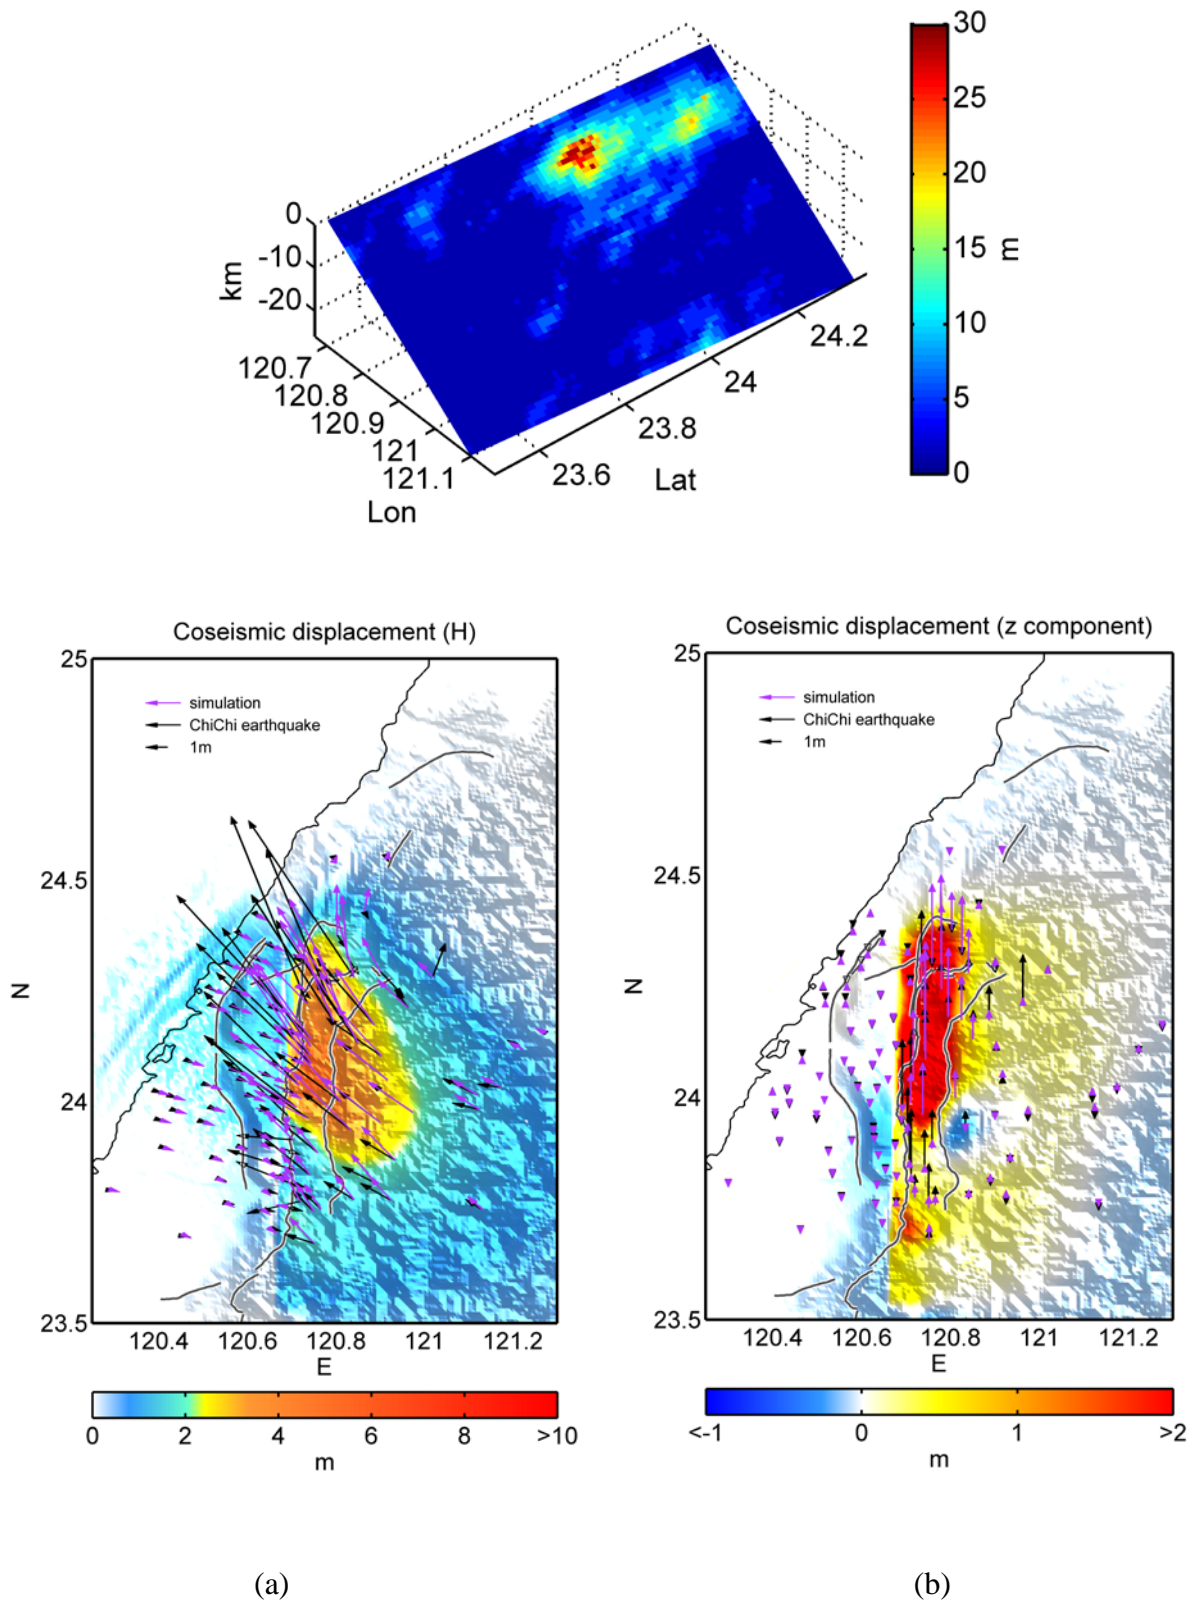 30
25
20
15
10
5
0
m
0
-10
-20
km
120.7
120.8
120.9
121
121.1
Lon
23.6
23.8
24
24.2
Lat
Coseismic displacement (H)
simulation
ChiChi earthquake
1m
25
24.5
24
23.5
N
120.4 120.6 120.8 121 121.2
E
0 2 4 6 8 >10
m
Coseismic displacement (z component)
simulation
ChiChi earthquake
1m
25
24.5
24
23.5
N
120.4 120.6 120.8 121 121.2
E
<-1 0 1 >2
m
(a) (b)